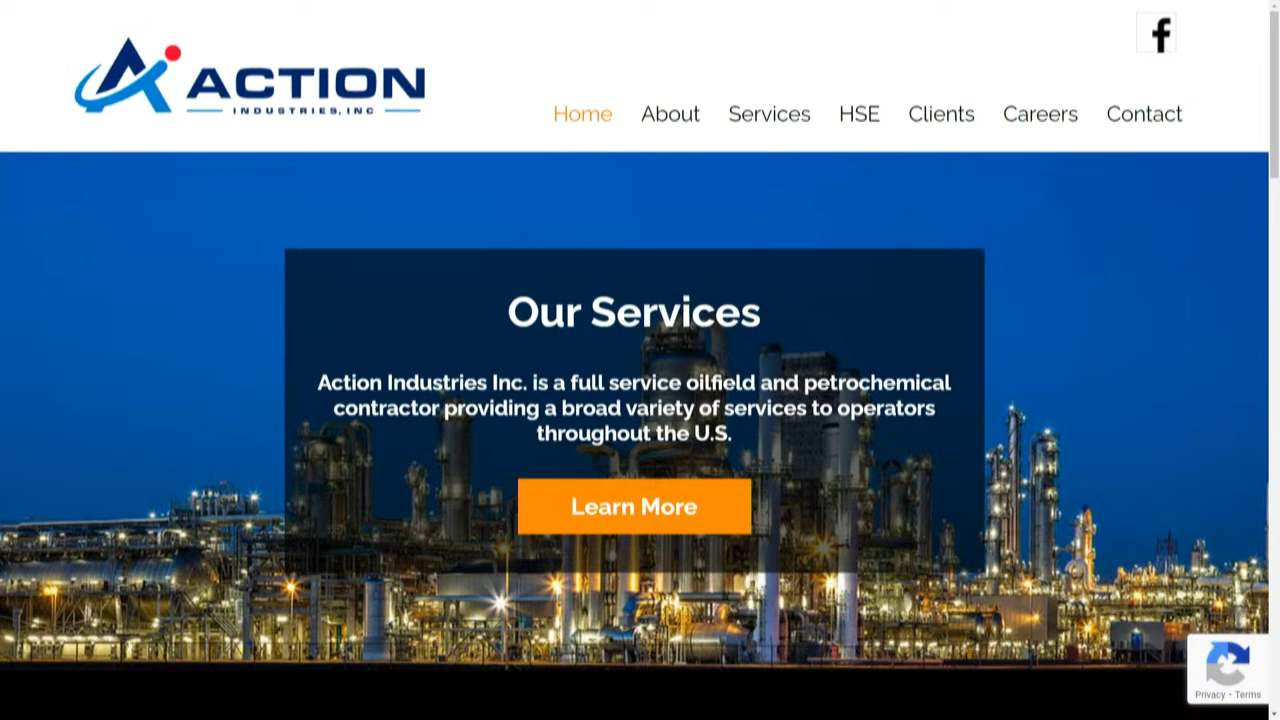 ACTION
INDUSTRIES, INC
Home About Services HSE Clients Careers Contact
Our Services
Action Industries Inc. is a full service oilfield and petrochemical
contractor providing a broad variety of services to operators
throughout the U.S.
Learn More
Privacy - Terms